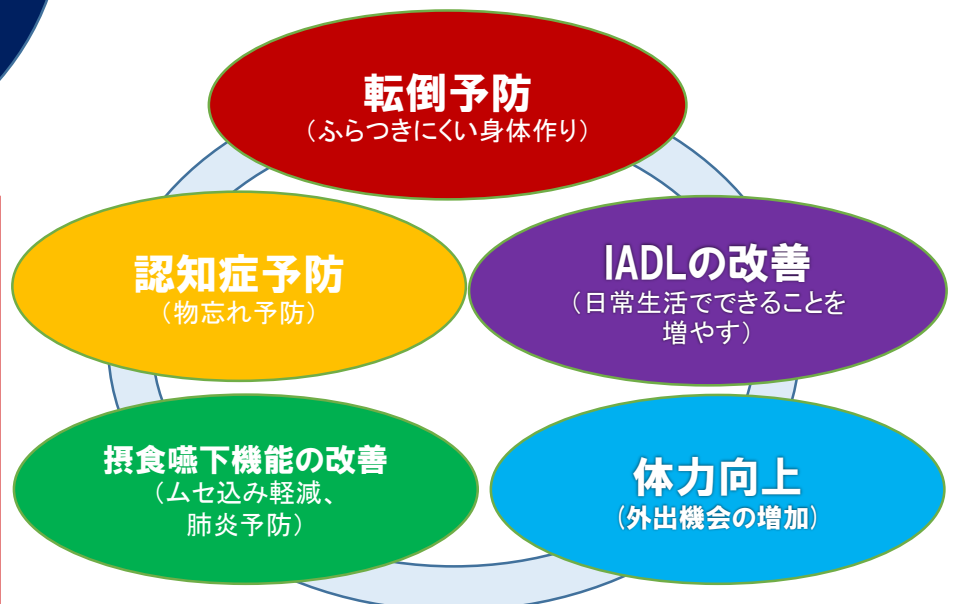 転倒予防
（ふらつきにくい身体作り）
認知症予防
（物忘れ予防）
IADLの改善
（日常生活でできることを
増やす）
摂食嚥下機能の改善
（ムセ込み軽減、
肺炎予防）
体力向上
（外出機会の増加）